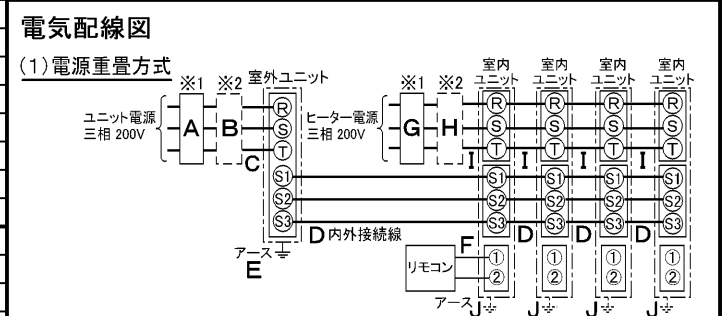 電気配線図
(1)電源重畳方式
※1 ※2 室外ユニット
ユニット電源
三相 200V
A B C
R
S
T
S1
S2
S3
アース
E
D 内外接続線
※1 ※2
ヒーター電源
三相 200V
G H
室内
ユニット
室内
ユニット
室内
ユニット
室内
ユニット
R R R R
S S S S
T T T T
I I I I
S1 S1 S1 S1
S2 S2 S2 S2
S3 S3 S3 S3
D D D
F
リモコン
① ① ① ①
② ② ② ②
アース J J J J